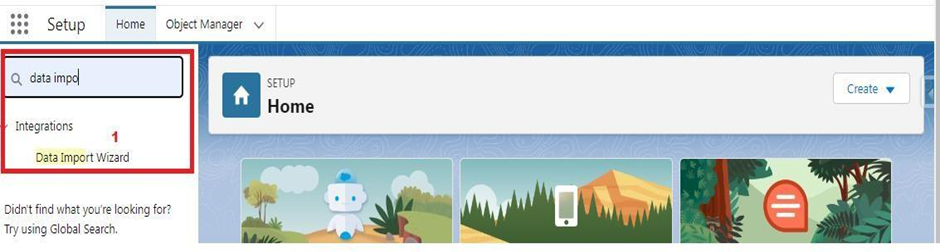 Setup
Home
Object Manager
data impo
Integrations
1
Data Import Wizard
Didn't find what you're looking for?
Try using Global Search.
SETUP
Home
Create